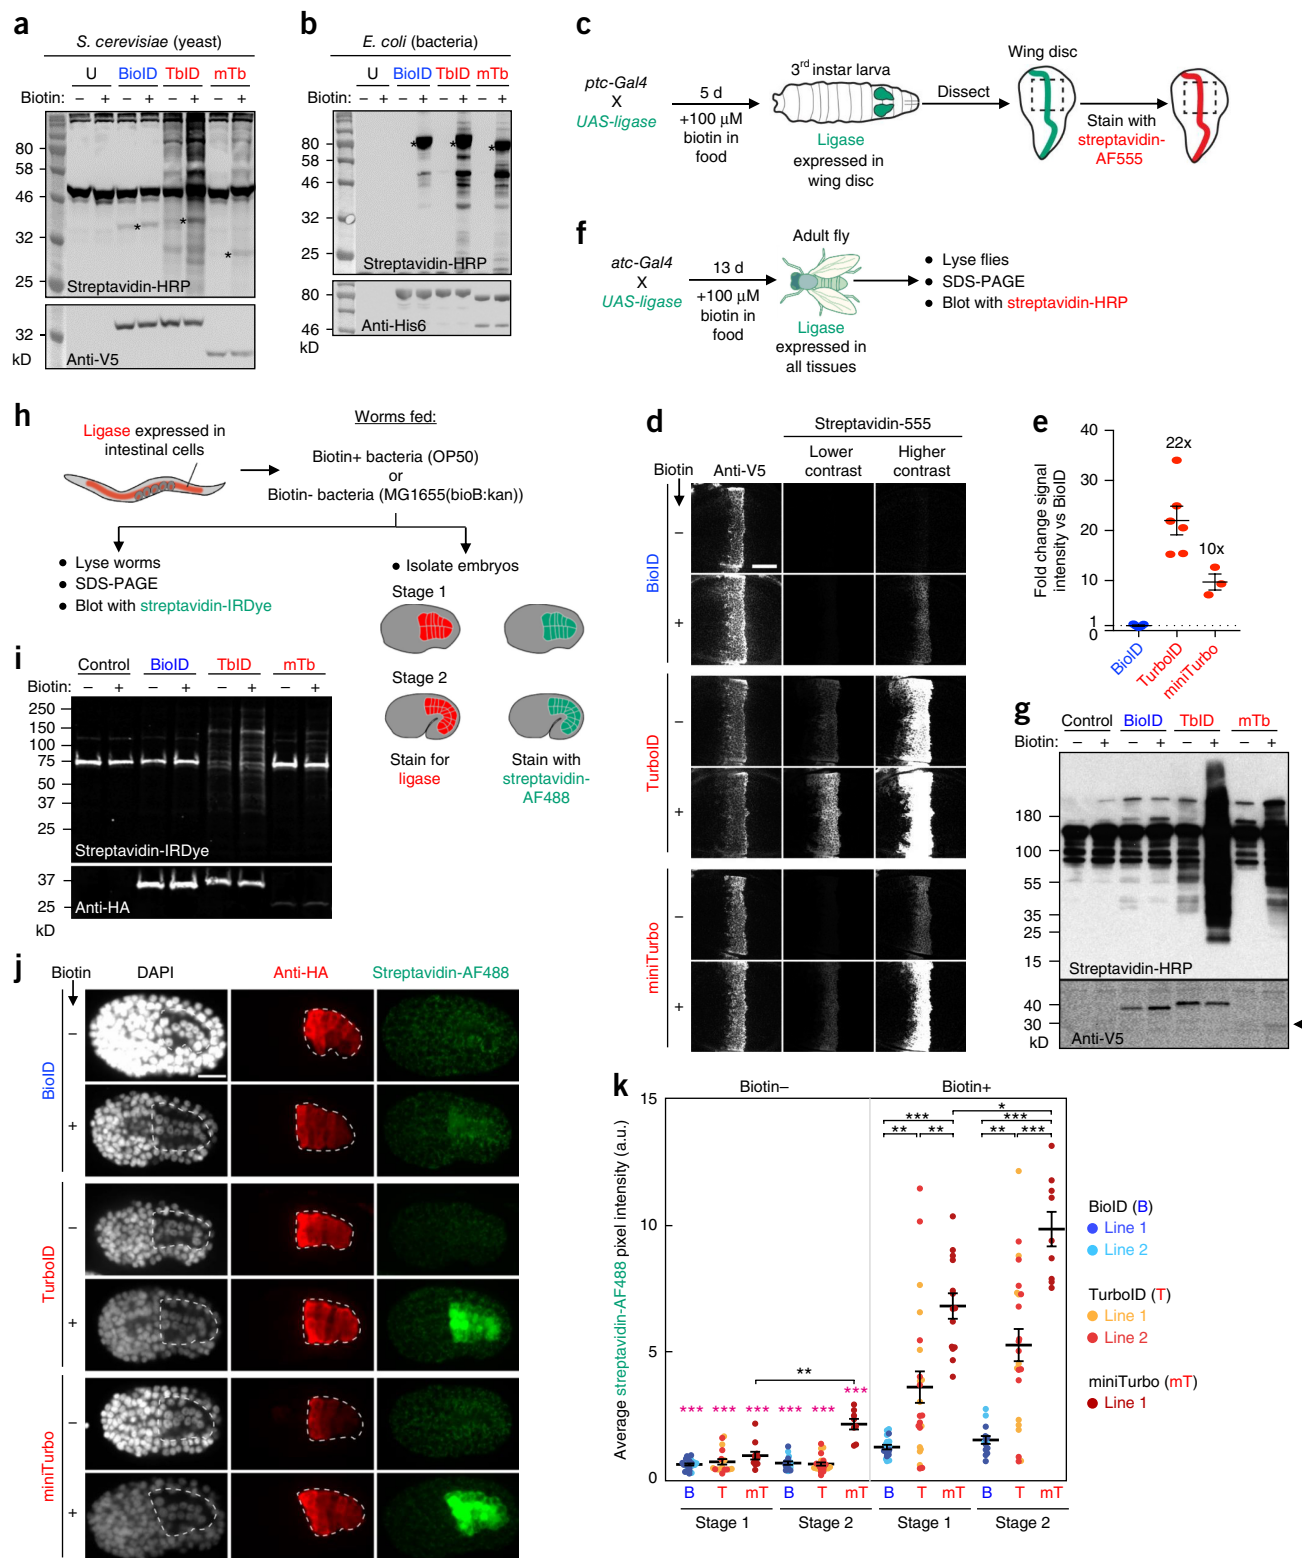 a
S. cerevisiae (yeast)
U BioID TbID mTb
Biotin: – + – + – + – +
80
58
46
32
25
Streptavidin-HRP
32
kD
Anti-V5
b
E. coli (bacteria)
U BioID TbID mTb
Biotin: – + – + – + – +
80
58
46
32
25
Streptavidin-HRP
80
46
kD
Anti-His6
c
ptc-Gal4
X
UAS-ligase
5 d
+100 µM
biotin in
food
3rd instar larva
Ligase
expressed in
wing disc
Dissect
Wing disc
Stain with
streptavidin-
AF555
f
atc-Gal4
X
UAS-ligase
13 d
+100 µM
biotin in
food
Adult fly
Ligase
expressed in
all tissues
● Lyse flies
● SDS-PAGE
● Blot with streptavidin-HRP
h
Ligase expressed in
intestinal cells
Worms fed:
Biotin+ bacteria (OP50)
or
Biotin- bacteria (MG1655(bioB:kan))
● Lyse worms
● SDS-PAGE
● Blot with streptavidin-IRDye
● Isolate embryos
Stage 1
Stage 2
Stain for
ligase
Stain with
streptavidin-
AF488
d
Streptavidin-555
Biotin
Anti-V5
Lower
contrast
Higher
contrast
BioID
–
+
TurboID
–
+
miniTurbo
–
+
e
Fold change signal
intensity vs BioID
40
30
20
10
1
0
22x
10x
BioID
TurboID
miniTurbo
i
Control BioID TbID mTb
Biotin: – + – + – + – +
250
150
100
75
50
37
25
Streptavidin-IRDye
37
25
kD
Anti-HA
g
Control BioID TbID mTb
Biotin: – + – + – + – +
180
100
55
35
25
15
Streptavidin-HRP
40
30
kD
Anti-V5
j
Biotin
DAPI
Anti-HA
Streptavidin-AF488
BioID
–
+
TurboID
–
+
miniTurbo
–
+
k
Biotin–
Biotin+
Average streptavidin-AF488 pixel intensity (a.u.)
15
10
5
0
*** *** *** *** *** ***
**
*** ** **
*
*** ** ***
B T mT B T mT B T mT B T mT
Stage 1 Stage 2 Stage 1 Stage 2
BioID (B)
Line 1
Line 2
TurboID (T)
Line 1
Line 2
miniTurbo (mT)
Line 1